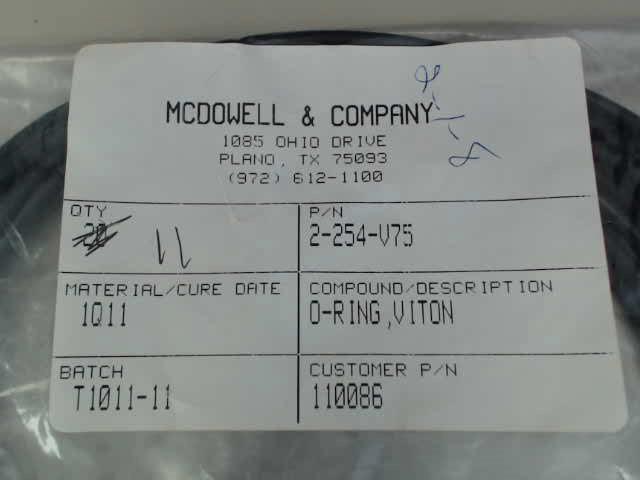 MCDOWELL & COMPANY
1085 OHIO DRIVE
PLANO, TX 75093
(972) 612-1100
QTY
20 11
P/N
2-254-V75
MATERIAL/CURE DATE
1Q11
COMPOUND/DESCRIPTION
O-RING,VITON
BATCH
T1011-11
CUSTOMER P/N
110086